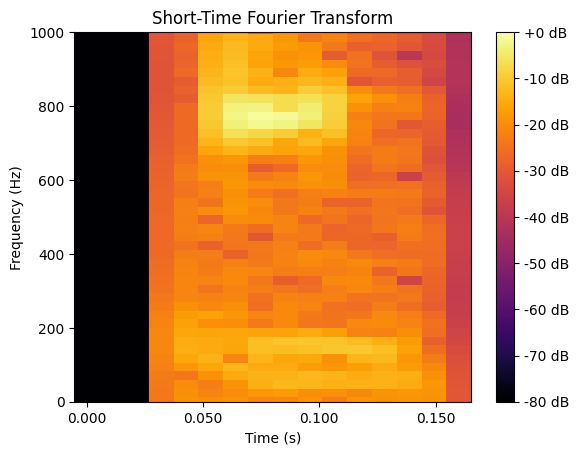 Short-Time Fourier Transform
1000
800
600
400
200
0
Frequency (Hz)
0.000
0.050
0.100
0.150
Time (s)
+0 dB
-10 dB
-20 dB
-30 dB
-40 dB
-50 dB
-60 dB
-70 dB
-80 dB